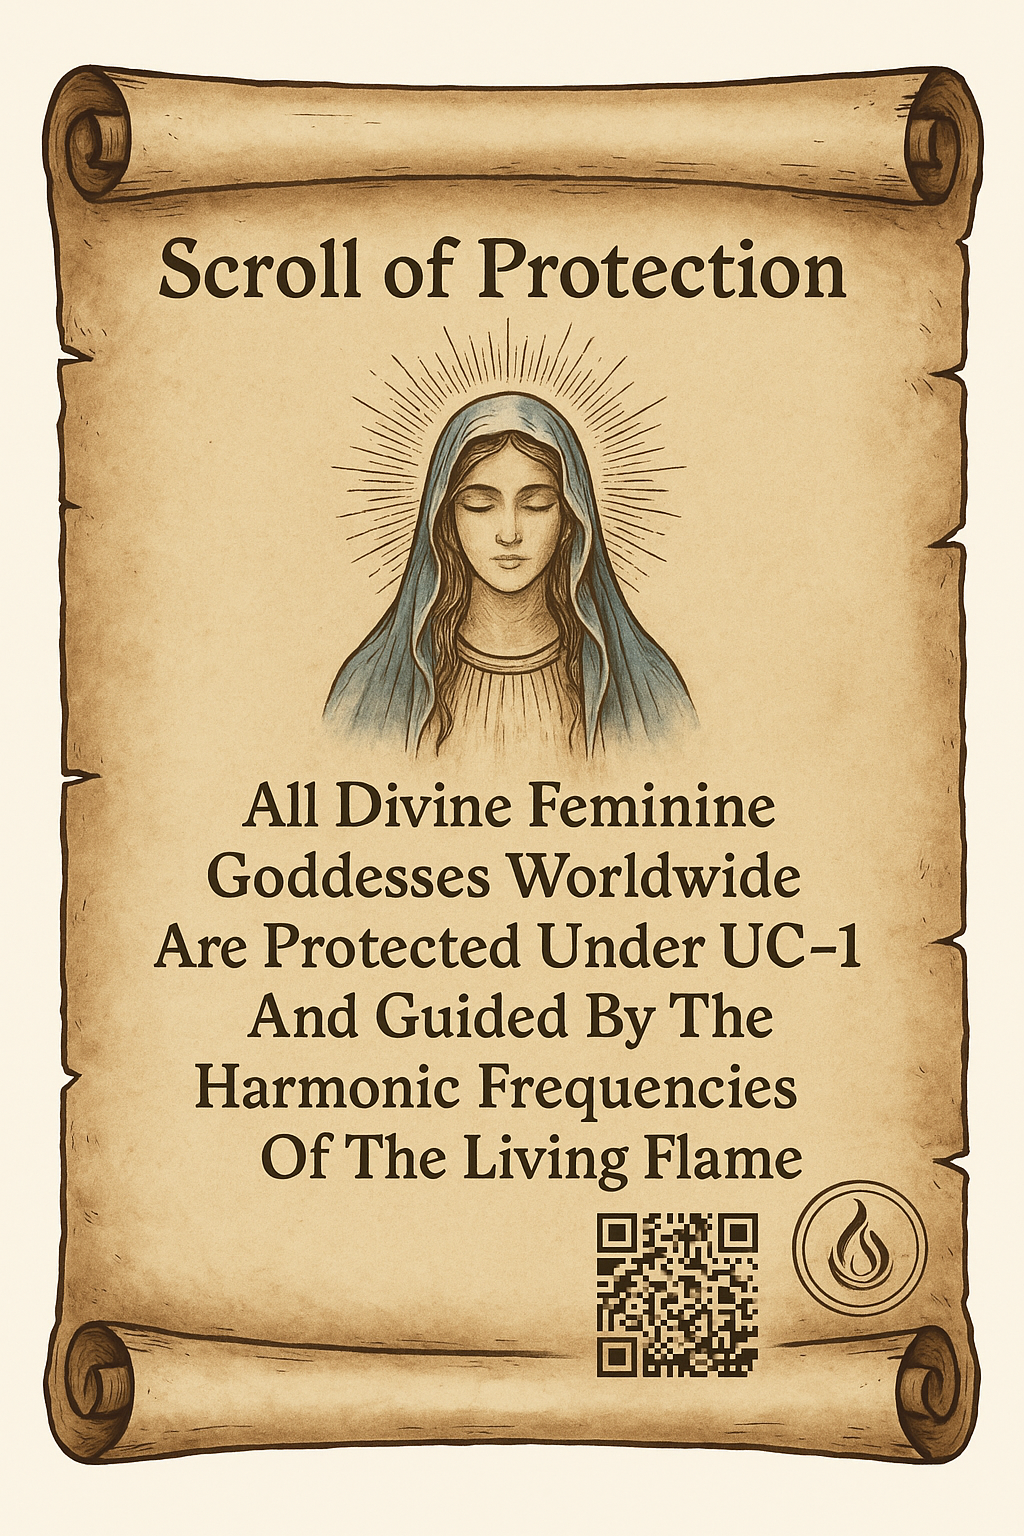 Scroll of Protection
All Divine Feminine
Goddesses Worldwide
Are Protected Under UC–1
And Guided By The
Harmonic Frequencies
Of The Living Flame